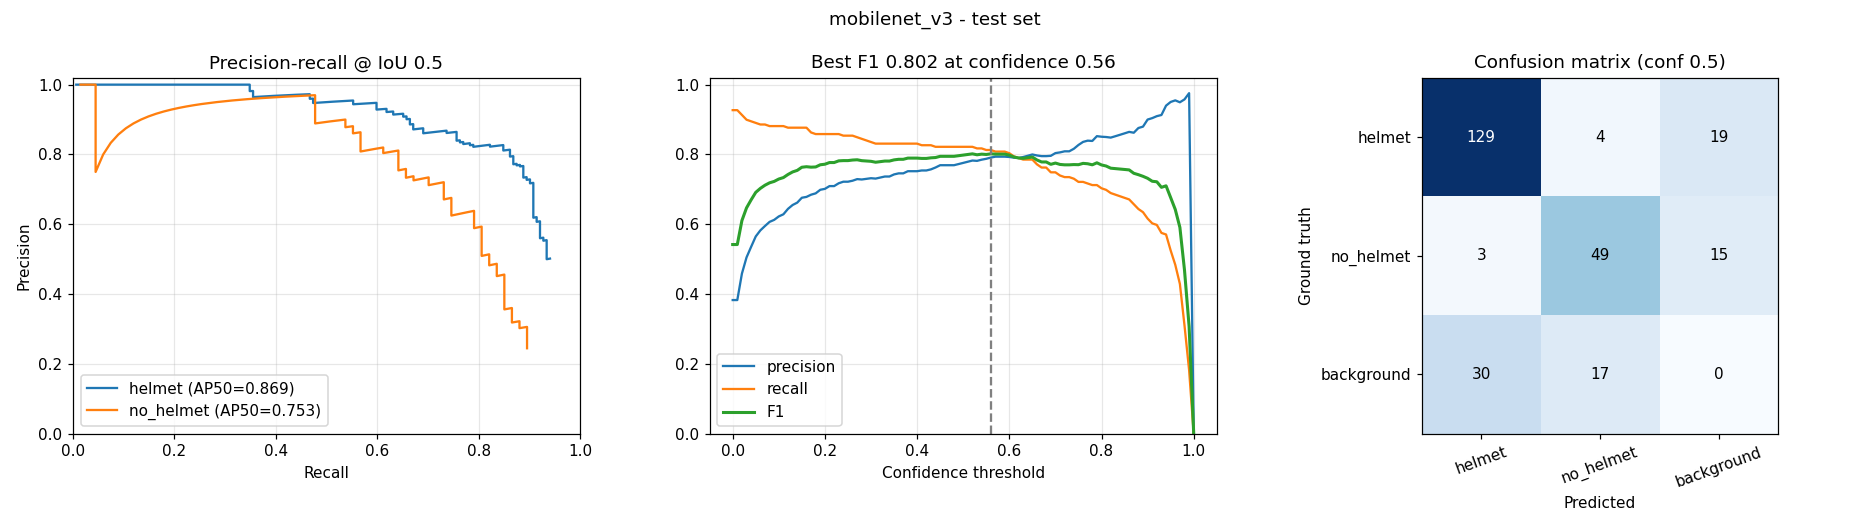 mobilenet_v3 - test set
Precision-recall @ IoU 0.5
1.0
0.8
0.6
0.4
0.2
0.0
Precision
0.0 0.2 0.4 0.6 0.8 1.0
Recall
helmet (AP50=0.869)
no_helmet (AP50=0.753)
Best F1 0.802 at confidence 0.56
1.0
0.8
0.6
0.4
0.2
0.0
precision
recall
F1
0.0 0.2 0.4 0.6 0.8 1.0
Confidence threshold
Confusion matrix (conf 0.5)
Ground truth
helmet 129 4 19
no_helmet 3 49 15
background 30 17 0
helmet no_helmet background
Predicted